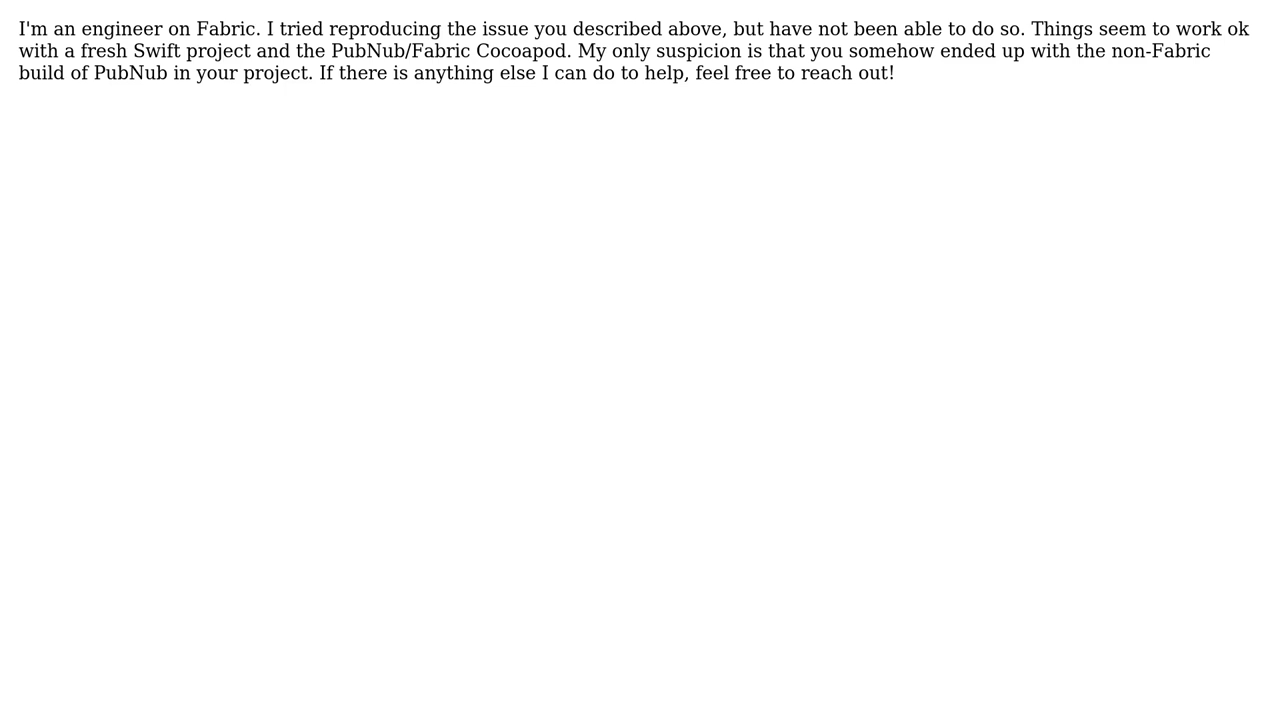 I'm an engineer on Fabric. I tried reproducing the issue you described above, but have not been able to do so. Things seem to work ok
with a fresh Swift project and the PubNub/Fabric Cocoapod. My only suspicion is that you somehow ended up with the non-Fabric
build of PubNub in your project. If there is anything else I can do to help, feel free to reach out!